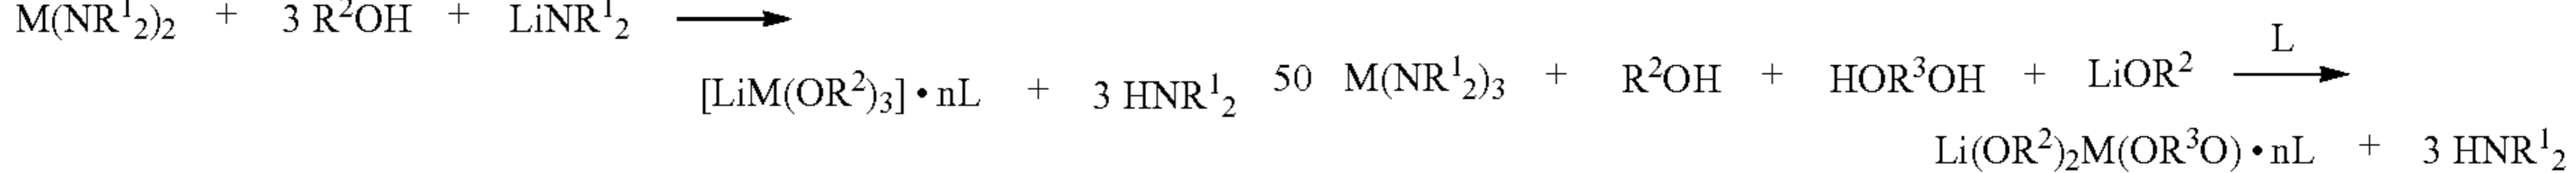 M(NR¹₂)₂ + 3 R²OH + LiNR¹₂ ⟶
[LiM(OR²)₃]•nL + 3 HNR¹₂
50 M(NR¹₂)₃ + R²OH + HOR³OH + LiOR² ⟶ L
Li(OR²)₂M(OR³O)•nL + 3 HNR¹₂